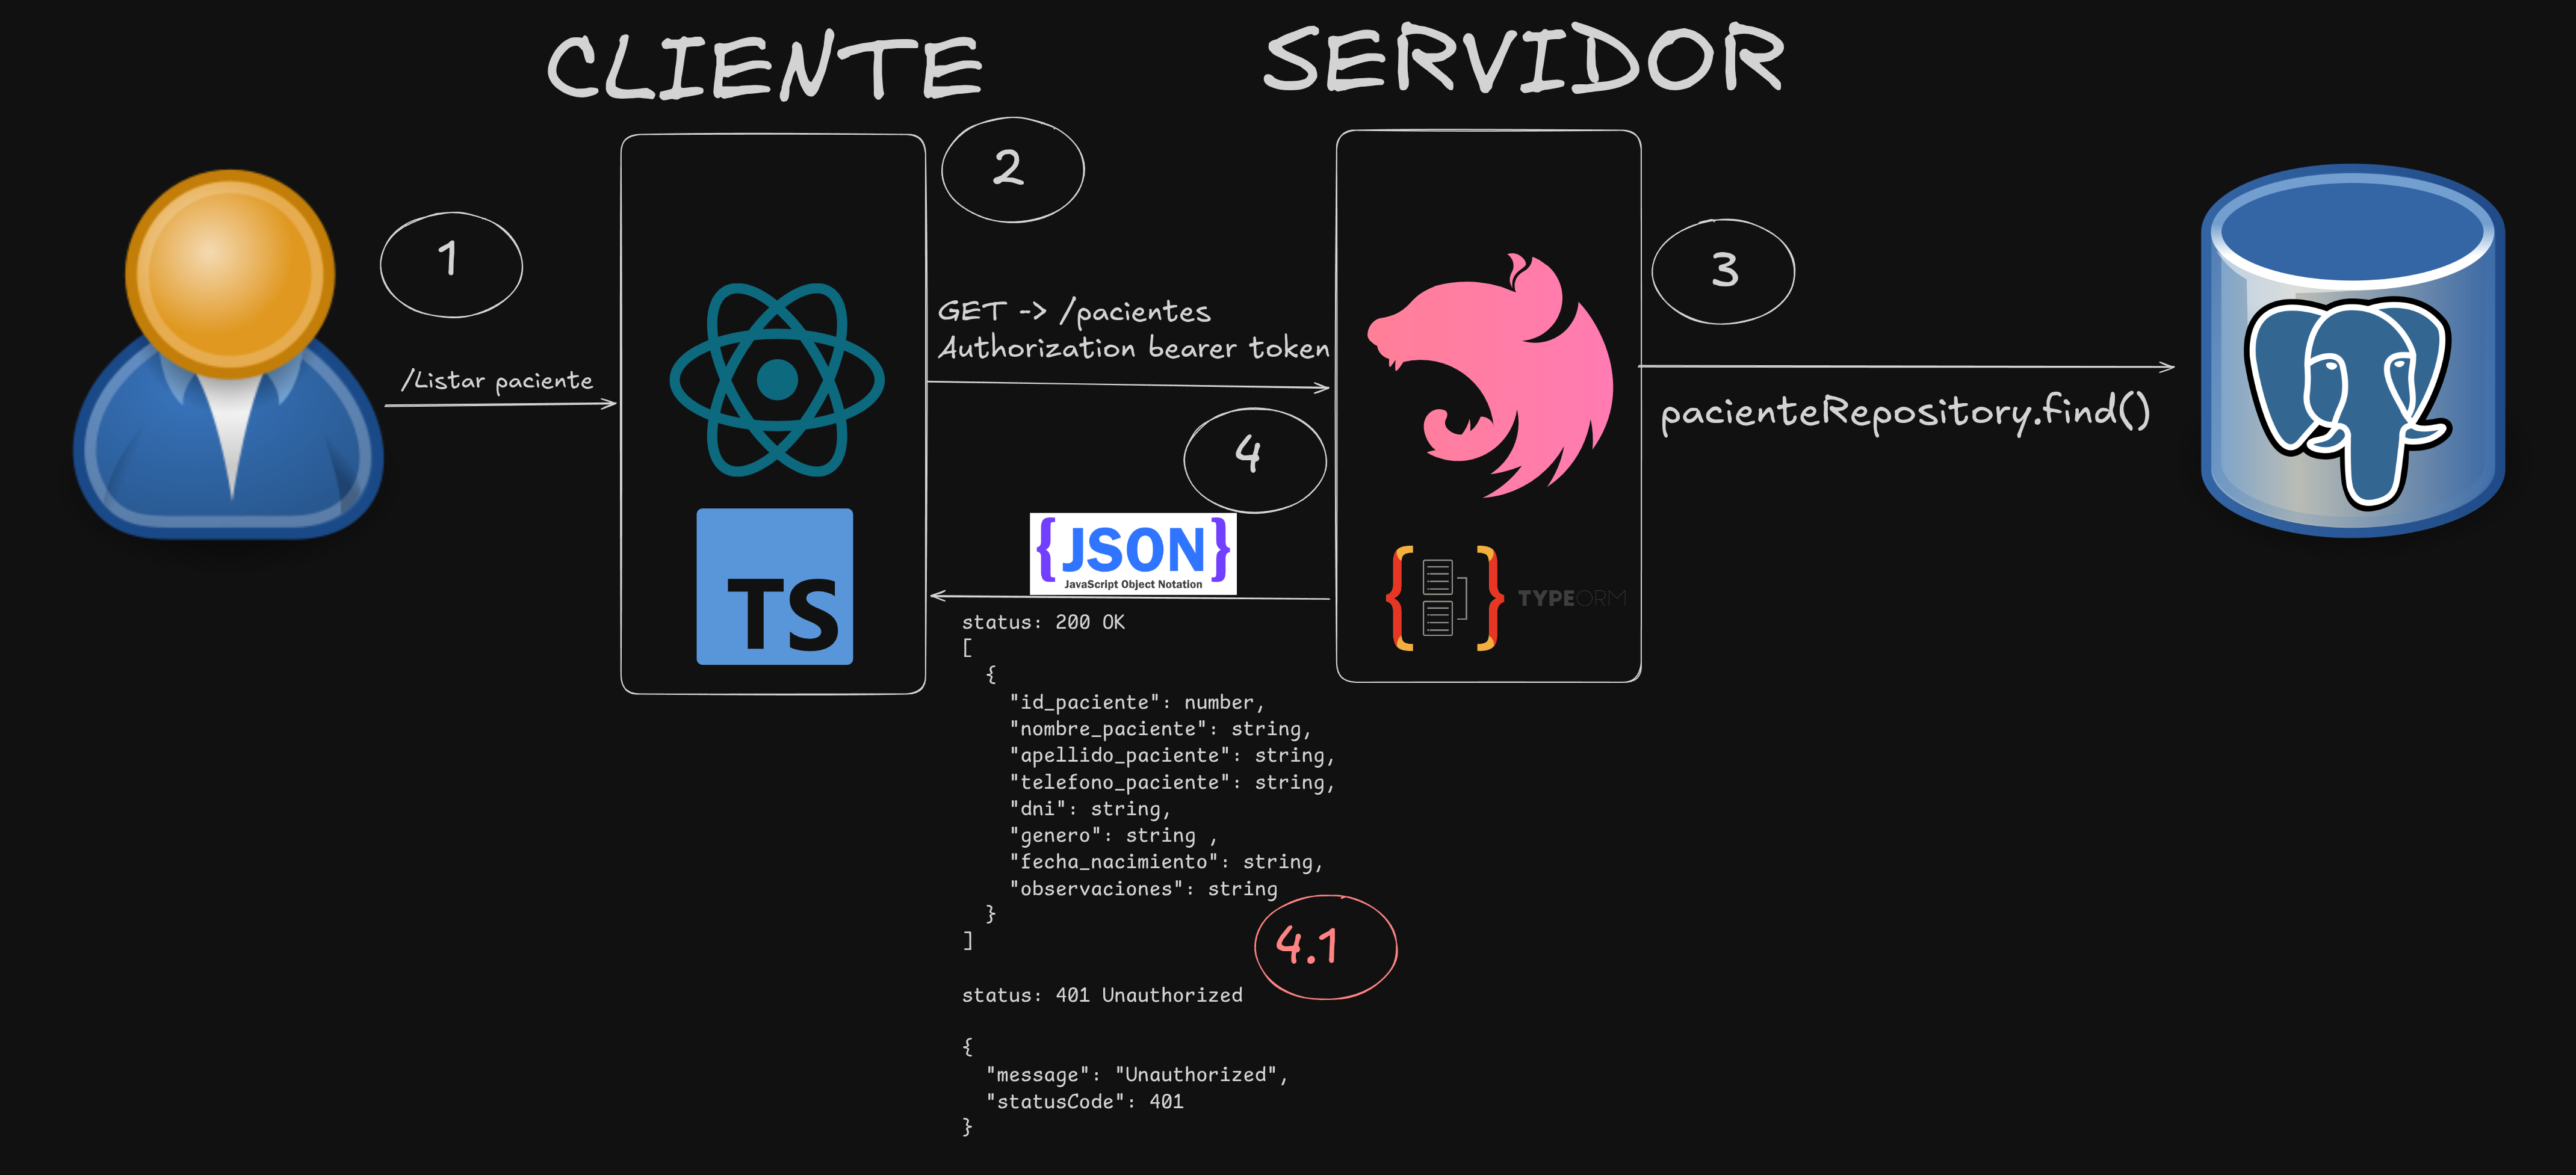 CLIENTE
SERVIDOR
1
/Listar paciente
2
GET -> /pacientes
Authorization bearer token
3
pacienteRepository.find()
4
{JSON}
JavaScript Object Notation
TS
TYPEORM
status: 200 OK
[
  {
    "id_paciente": number,
    "nombre_paciente": string,
    "apellido_paciente": string,
    "telefono_paciente": string,
    "dni": string,
    "genero": string ,
    "fecha_nacimiento": string,
    "observaciones": string
  }
]
4.1
status: 401 Unauthorized
{
  "message": "Unauthorized",
  "statusCode": 401
}